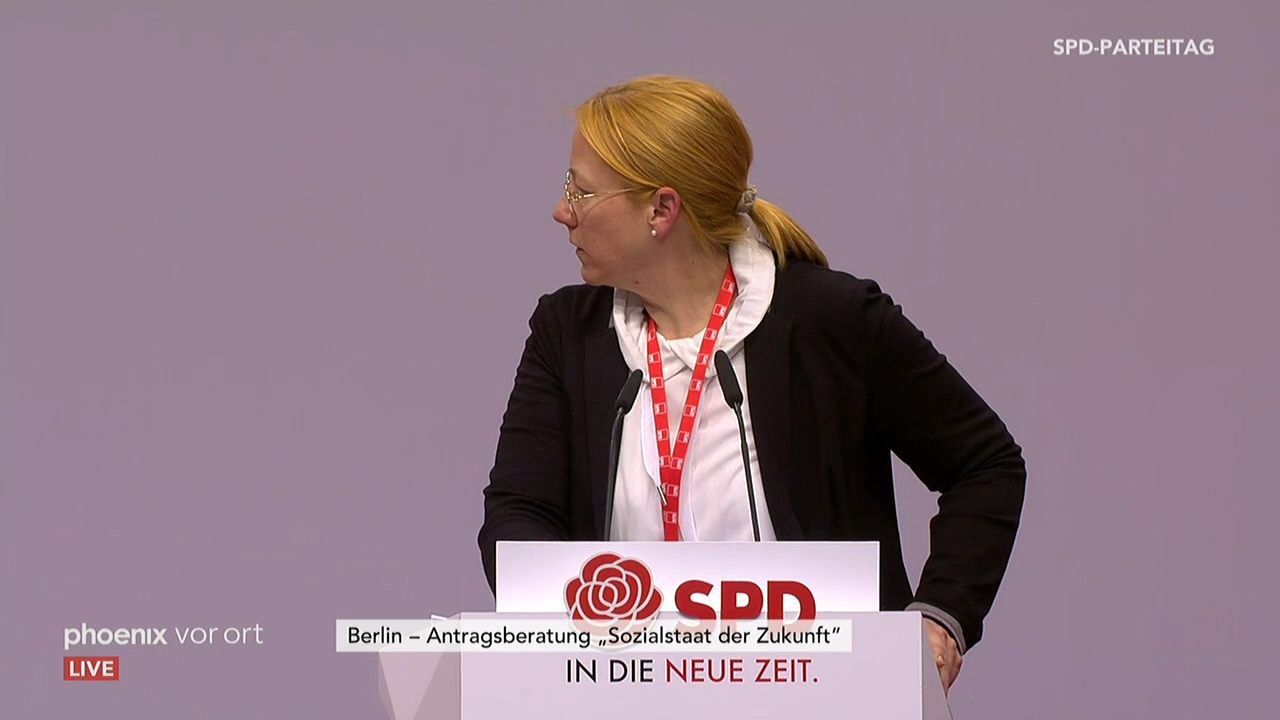 SPD-PARTEITAG
SPD
phoenix vor ort
Berlin – Antragsberatung „Sozialstaat der Zukunft“
LIVE
IN DIE NEUE ZEIT.